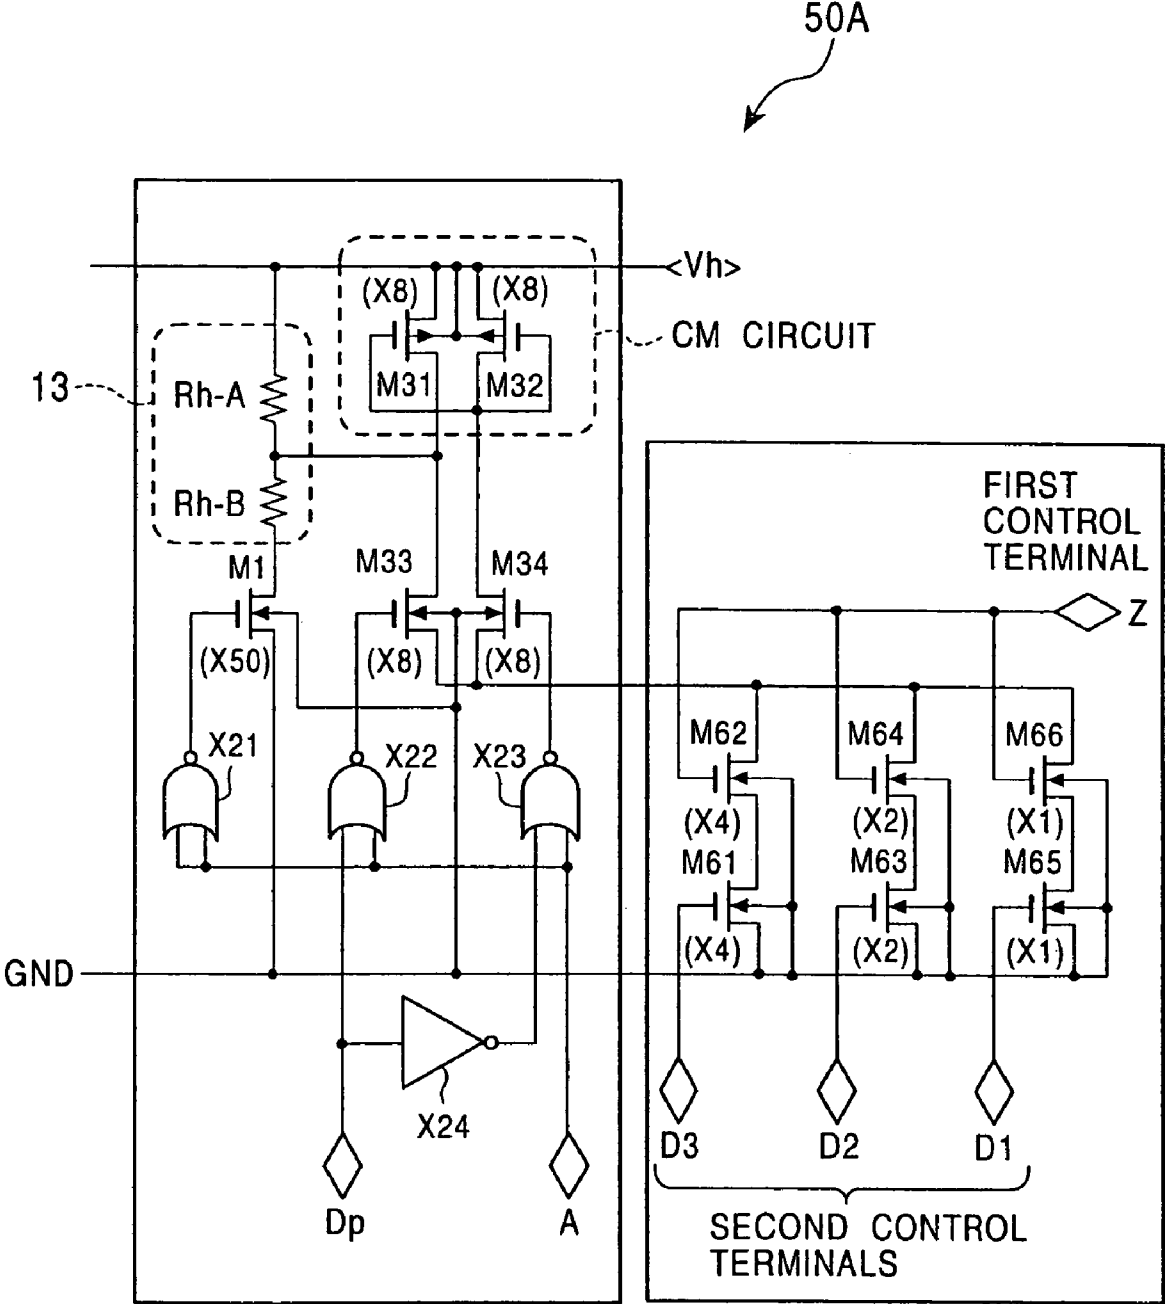 50A
<Vh>
(X8)
(X8)
CM CIRCUIT
M31
M32
13
Rh-A
Rh-B
FIRST
CONTROL
TERMINAL
M1
M33
M34
Z
(X50)
(X8)
(X8)
X21
X22
X23
M62
M64
M66
(X4)
(X2)
(X1)
M61
M63
M65
(X4)
(X2)
(X1)
GND
X24
D3
D2
D1
Dp
A
SECOND CONTROL
TERMINALS